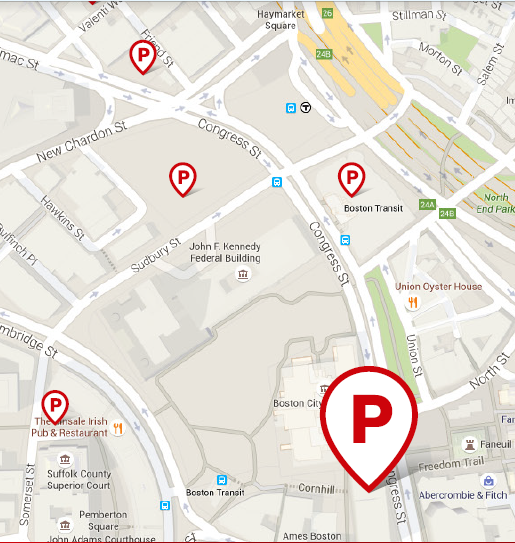 Haymarket
Square
26
Stillman St
Valenti W
Friend St
P
24B
Morton St
Salem St
mac St
Congress St
New Chardon St
P
P
Boston Transit
24A
24B
North
End Park
Hawkins St
Bulfinch Pl
Sudbury St
John F. Kennedy
Federal Building
Congress St
Union Oyster House
mbridge St
Union St
North St
Boston City
P
P
The Kinsale Irish
Pub & Restaurant
Somerset St
Suffolk County
Superior Court
Fan
Faneuil
Freedom Trail
Boston Transit
Cornhill
Congress St
Abercrombie & Fitch
Pemberton
Square
John Adams Courthouse
St
Ames Boston